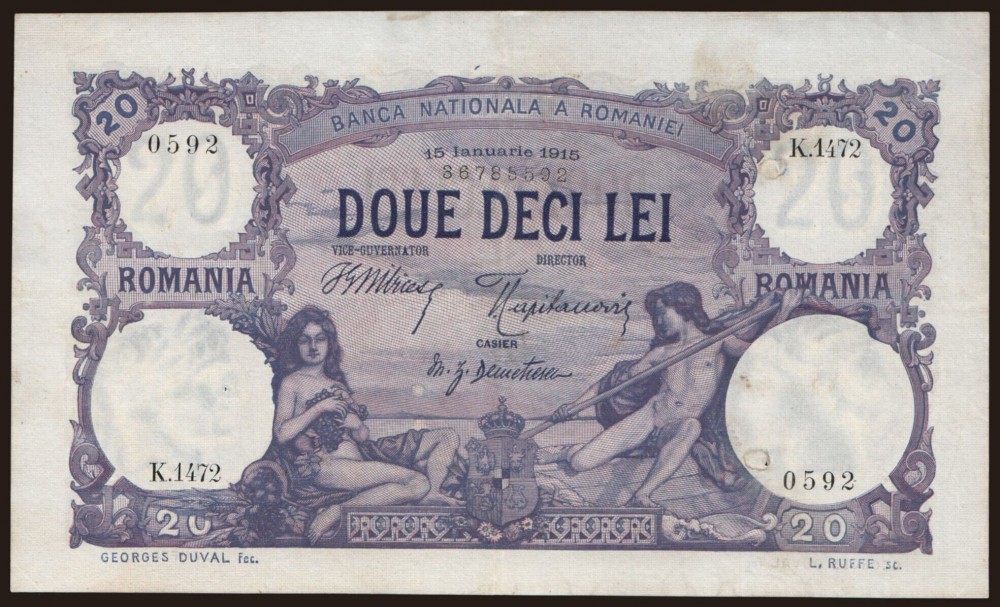 BANCA NATIONALA A ROMANIEI
20
20
0592
K.1472
15 Ianuarie 1915
36788592
DOUE DECI LEI
VICE-GUVERNATOR
DIRECTOR
ROMANIA
ROMANIA
CASIER
K.1472
0592
20
20
GEORGES DUVAL Fec.
L. RUFFE sc.